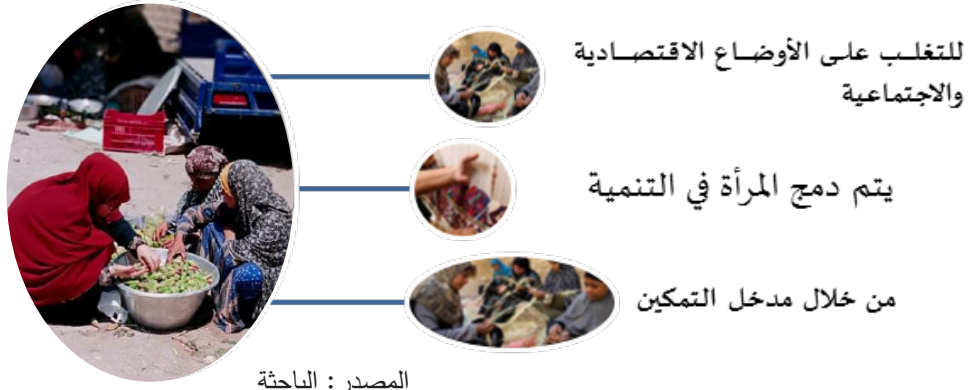 للتغلب على الأوضاع الاقتصادية
والاجتماعية
يتم دمج المرأة في التنمية
من خلال مدخل التمكين
المصدر : الباحثة